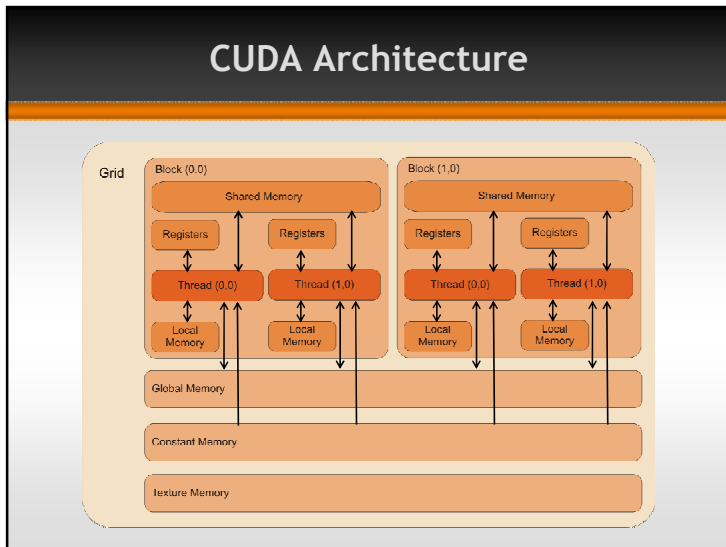 CUDA Architecture
Grid
Block (0,0)
Shared Memory
Registers
Registers
Thread (0,0)
Thread (1,0)
Local
Memory
Local
Memory
Block (1,0)
Shared Memory
Registers
Registers
Thread (0,0)
Thread (1,0)
Local
Memory
Local
Memory
Global Memory
Constant Memory
Texture Memory